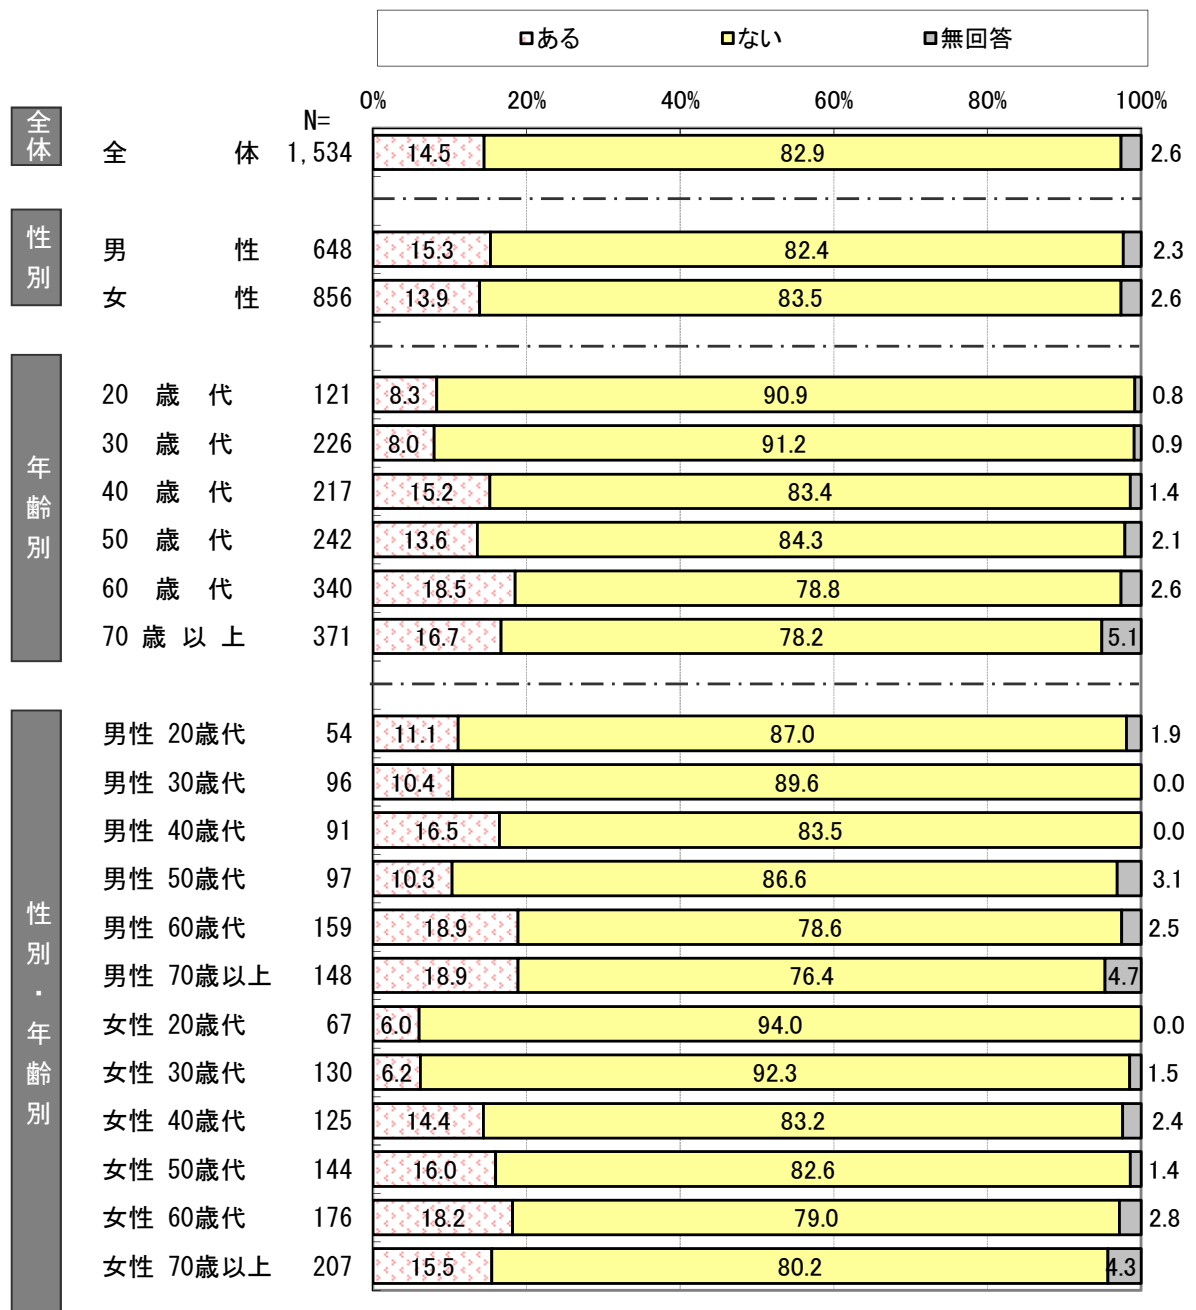 ある ない 無回答
0% 20% 40% 60% 80% 100%
N=
全体
全体 1,534 14.5 82.9 2.6
性別
男性 648 15.3 82.4 2.3
女性 856 13.9 83.5 2.6
年齢別
20歳代 121 8.3 90.9 0.8
30歳代 226 8.0 91.2 0.9
40歳代 217 15.2 83.4 1.4
50歳代 242 13.6 84.3 2.1
60歳代 340 18.5 78.8 2.6
70歳以上 371 16.7 78.2 5.1
性別・年齢別
男性 20歳代 54 11.1 87.0 1.9
男性 30歳代 96 10.4 89.6 0.0
男性 40歳代 91 16.5 83.5 0.0
男性 50歳代 97 10.3 86.6 3.1
男性 60歳代 159 18.9 78.6 2.5
男性 70歳以上 148 18.9 76.4 4.7
女性 20歳代 67 6.0 94.0 0.0
女性 30歳代 130 6.2 92.3 1.5
女性 40歳代 125 14.4 83.2 2.4
女性 50歳代 144 16.0 82.6 1.4
女性 60歳代 176 18.2 79.0 2.8
女性 70歳以上 207 15.5 80.2 4.3